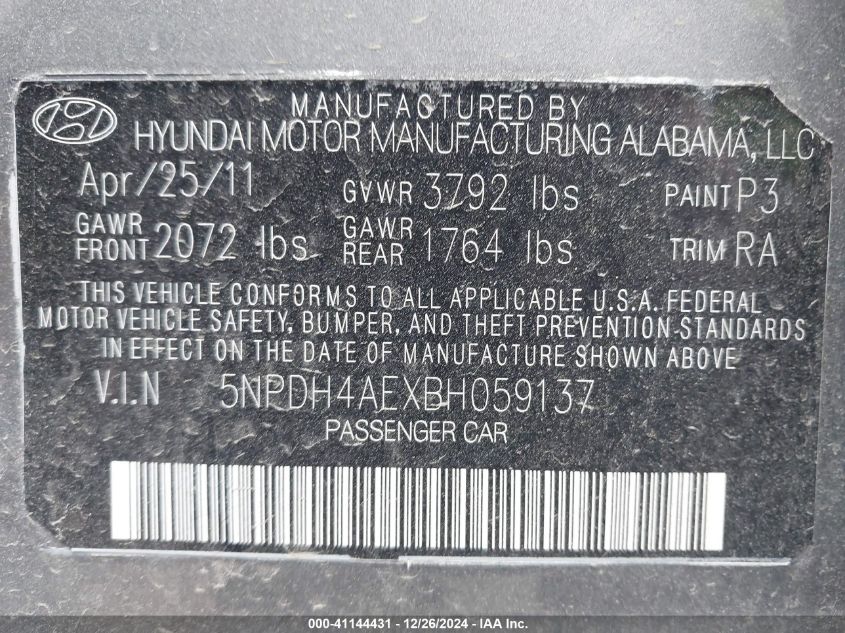 MANUFACTURED BY
HYUNDAI MOTOR MANUFACTURING ALABAMA, LLC
Apr/25/11 GVWR 3792 lbs PAINT P3
GAWR FRONT 2072 lbs GAWR REAR 1764 lbs TRIM RA
THIS VEHICLE CONFORMS TO ALL APPLICABLE U.S.A. FEDERAL
MOTOR VEHICLE SAFETY, BUMPER, AND THEFT PREVENTION STANDARDS
IN EFFECT ON THE DATE OF MANUFACTURE SHOWN ABOVE
V.I.N 5NPDH4AEXBH059137
PASSENGER CAR
000-41144431 - 12/26/2024 - IAA Inc.